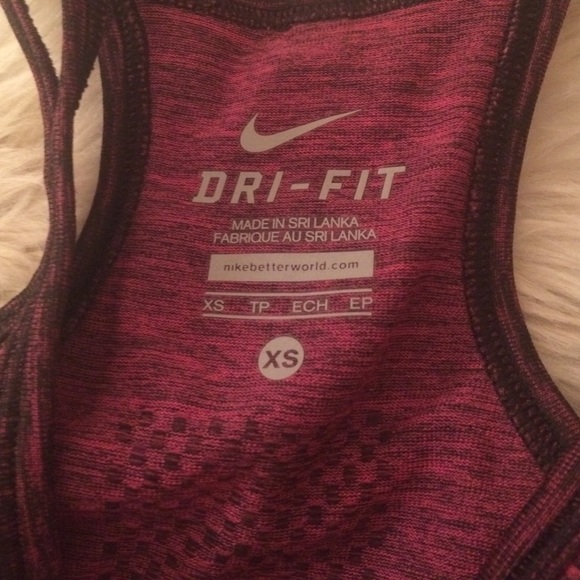 DRI-FIT
MADE IN SRI LANKA
FABRIQUE AU SRI LANKA
nikebetterworld.com
XS TP ECH EP
XS